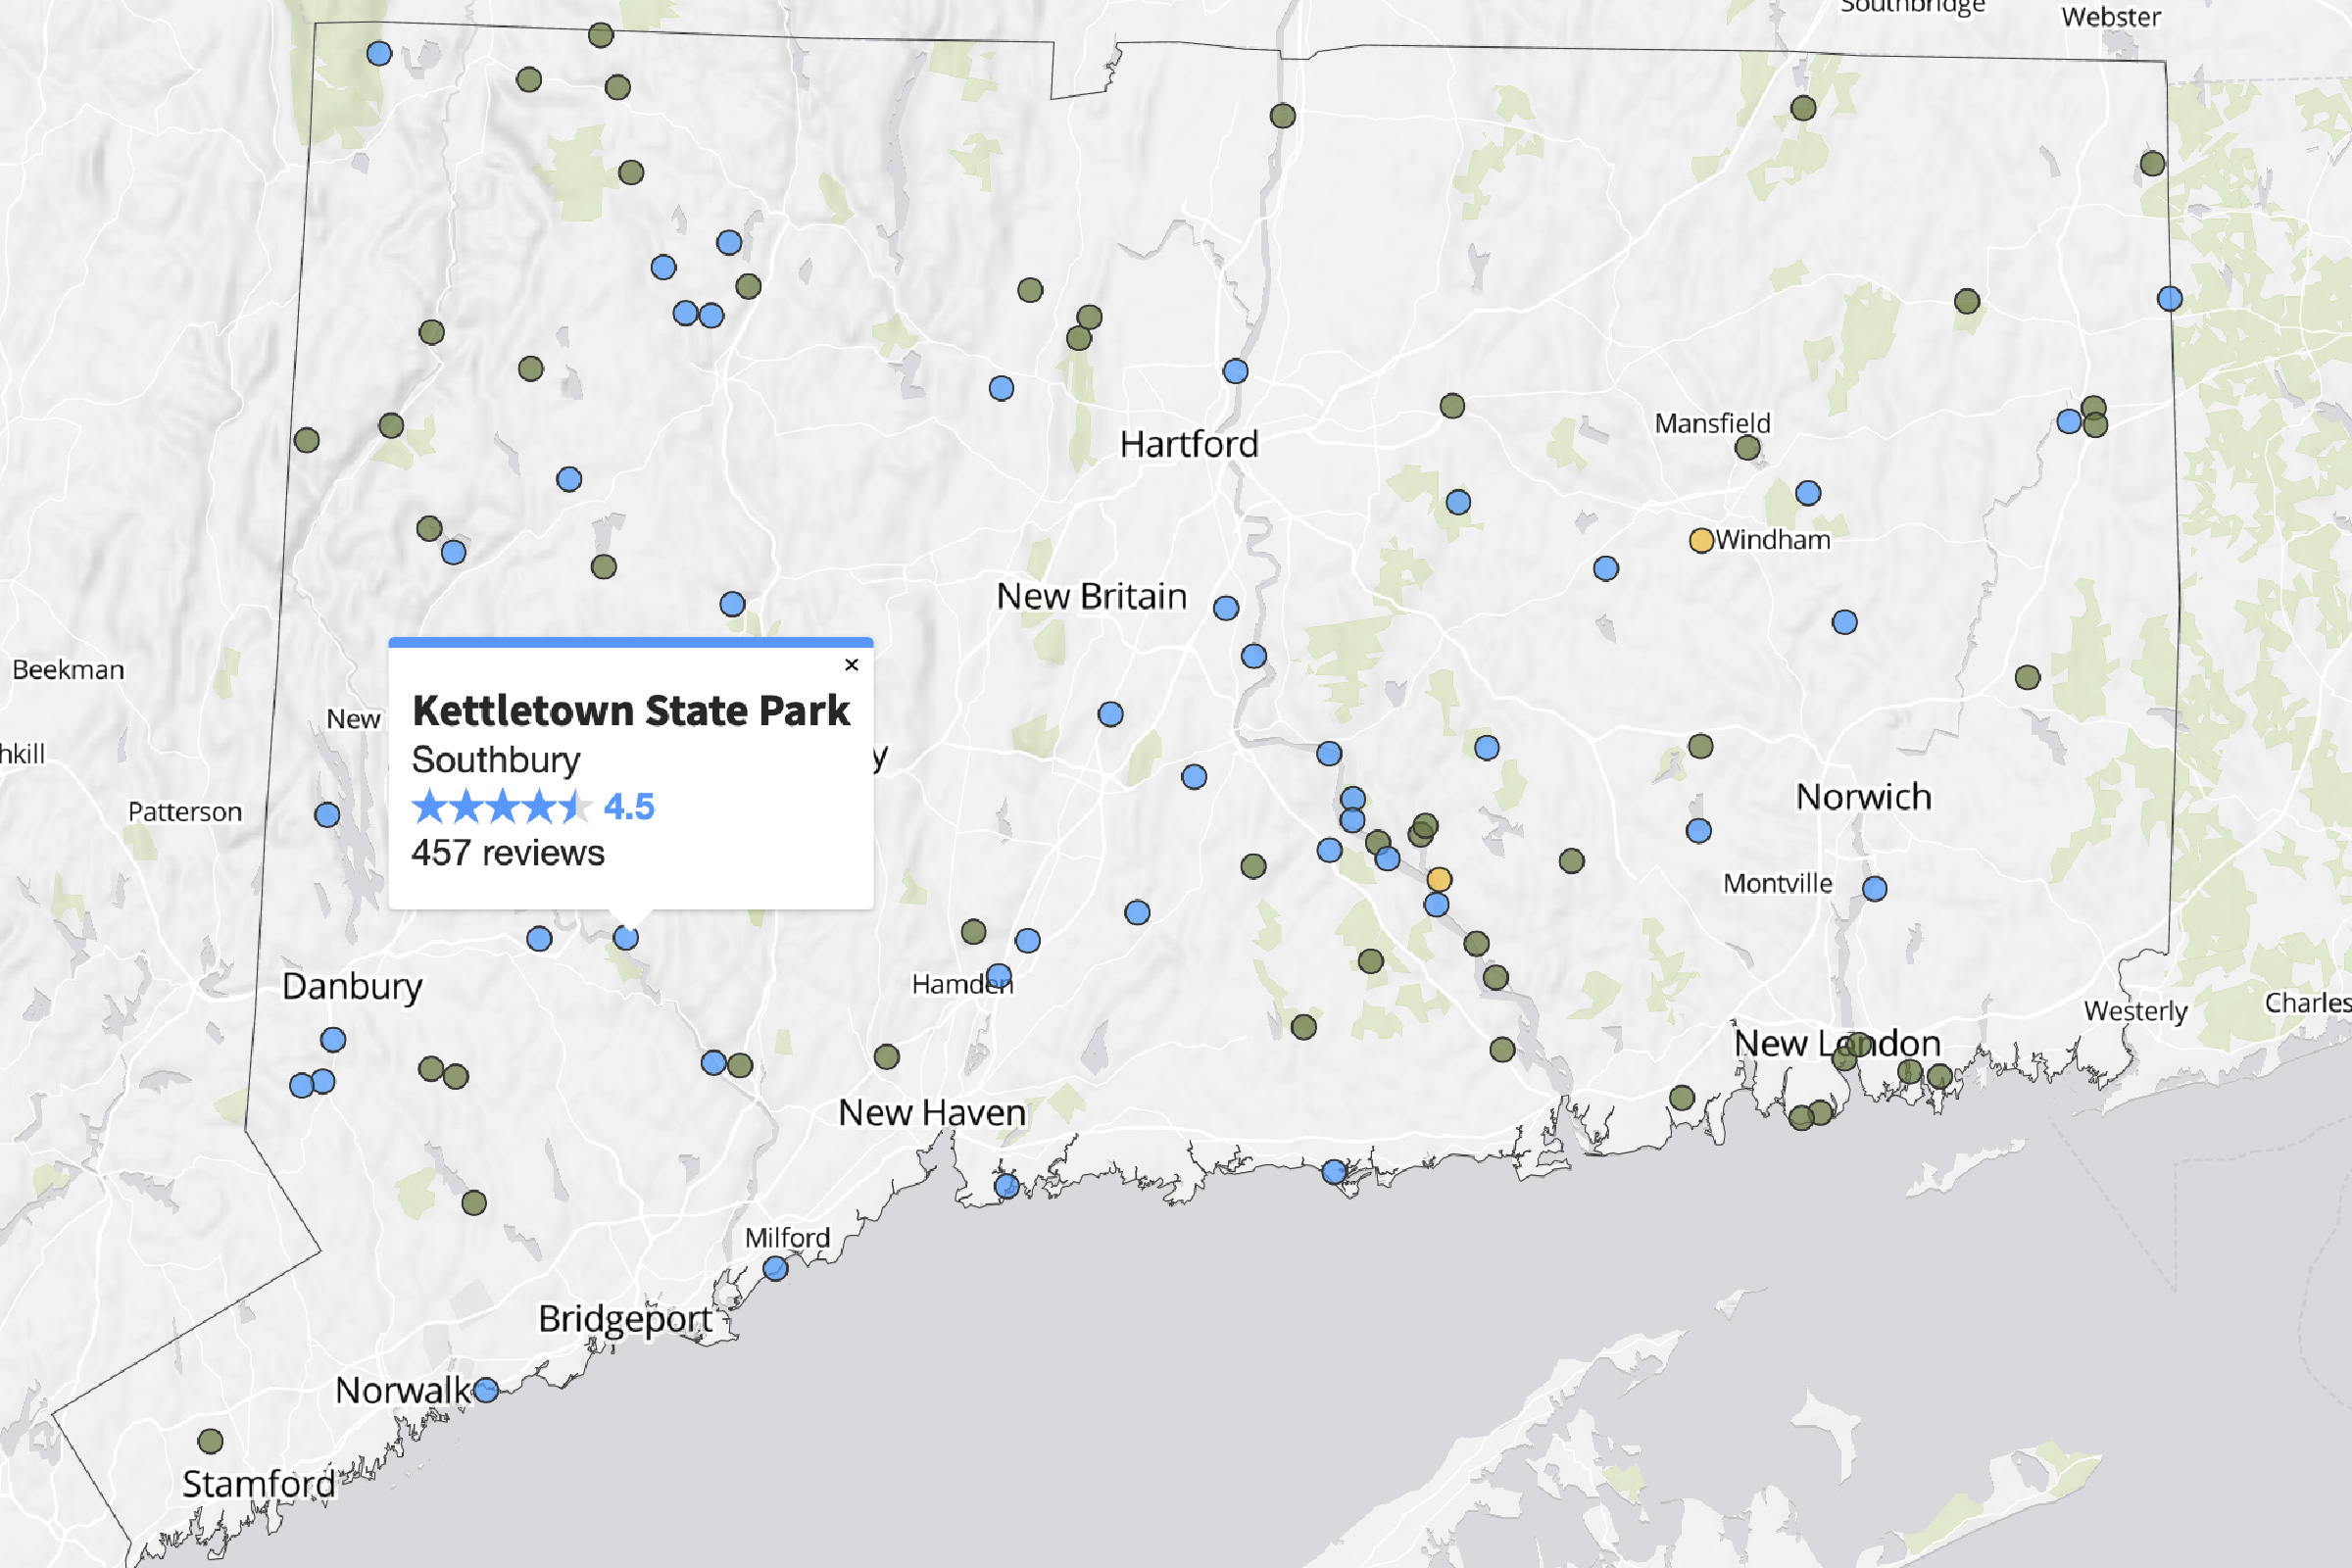 Southbridge
Webster
Mansfield
Hartford
Windham
New Britain
Beekman
×
Kettletown State Park
New
Southbury
y
hkill
4.5
Norwich
Patterson
457 reviews
Montville
Danbury
Hamden
Westerly
Charles
New London
New Haven
Milford
Bridgeport
Norwalk
Stamford